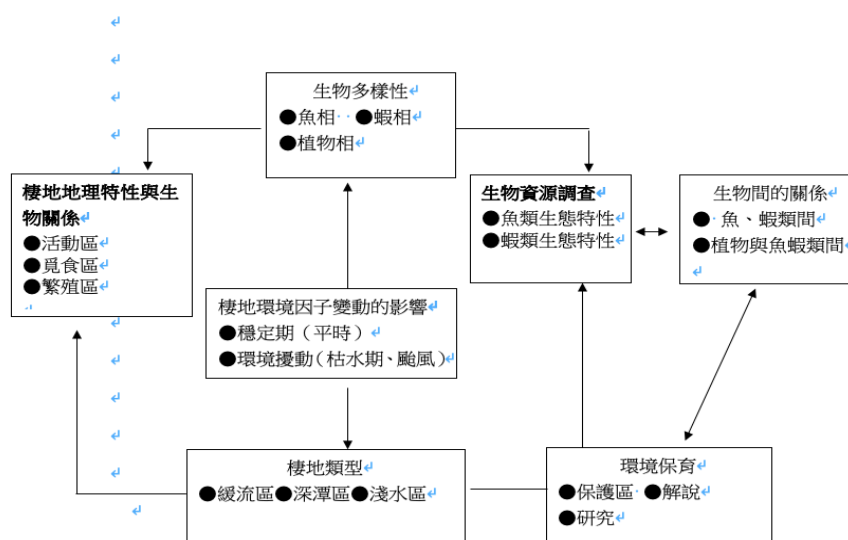 生物多樣性
●魚相 ●蝦相
●植物相
棲地地理特性與生
物關係
●活動區
●覓食區
●繁殖區
生物資源調查
●魚類生態特性
●蝦類生態特性
生物間的關係
● 魚、蝦類間
●植物與魚蝦類間
棲地環境因子變動的影響
●穩定期（平時）
●環境擾動（枯水期、颱風）
棲地類型
●緩流區●深潭區●淺水區
環境保育
●保護區 ●解說
●研究